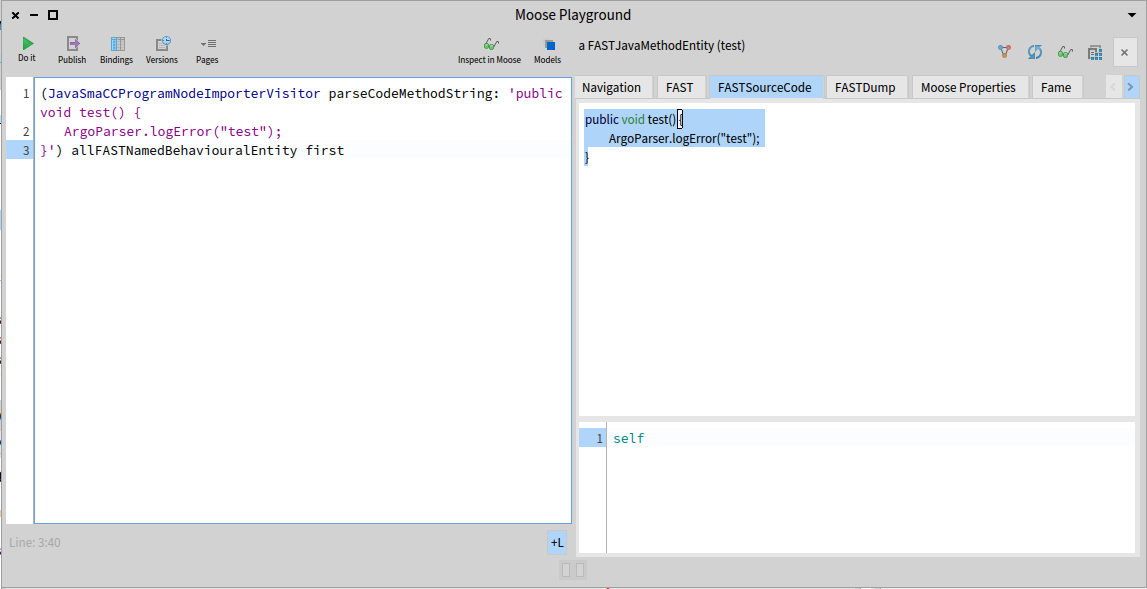 Moose Playground
Do it
Publish
Bindings
Versions
Pages
Inspect in Moose
Models
1 (JavaSmaCCProgramNodeImporterVisitor parseCodeMethodString: 'public
void test() {
2 ArgoParser.logError("test");
3 }') allFASTNamedBehaviouralEntity first
Line: 3:40
+L
a FASTJavaMethodEntity (test)
Navigation
FAST
FASTSourceCode
FASTDump
Moose Properties
Fame
public void test() {
ArgoParser.logError("test");
}
1 self